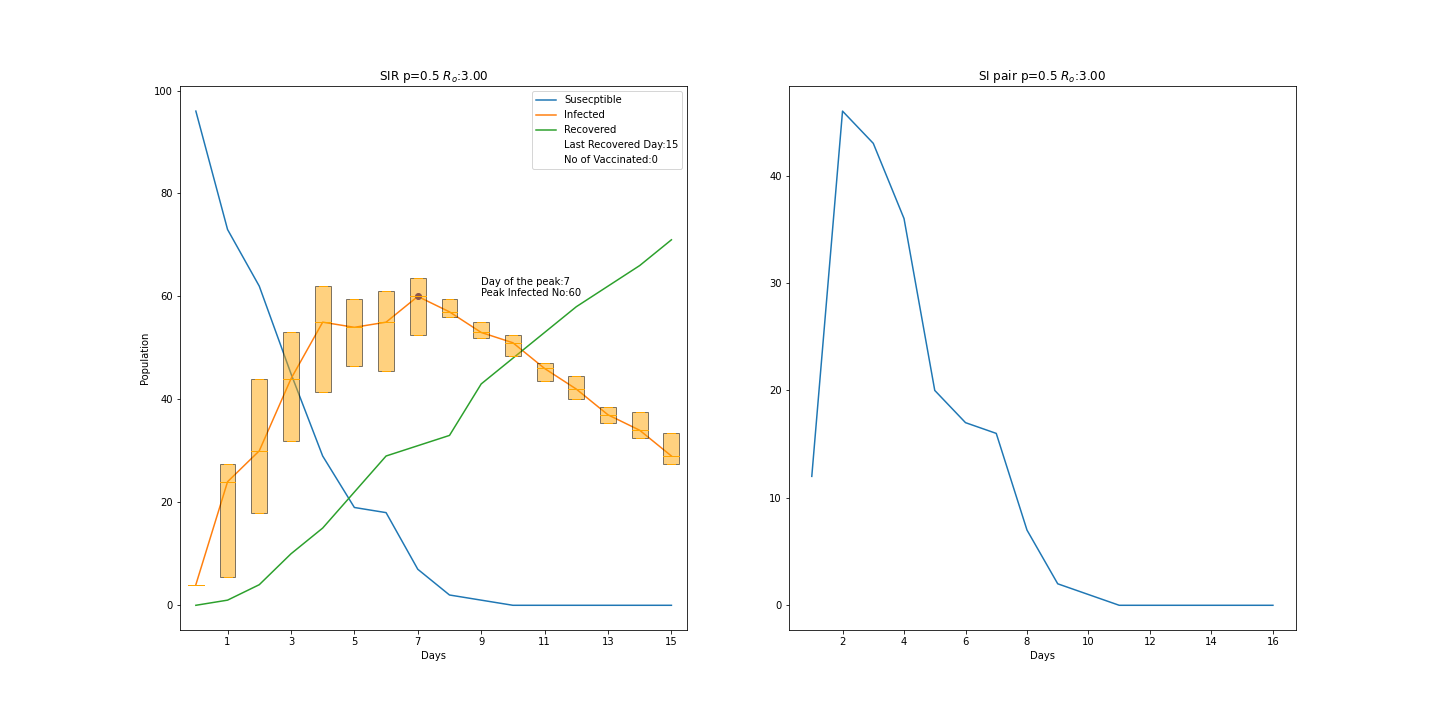 SIR p=0.5 Rₒ:3.00
100
80
60
40
20
0
Population
Susecptible
Infected
Recovered
Last Recovered Day:15
No of Vaccinated:0
Day of the peak:7
Peak Infected No:60
1 3 5 7 9 11 13 15
Days
SI pair p=0.5 Rₒ:3.00
40
30
20
10
0
2 4 6 8 10 12 14 16
Days